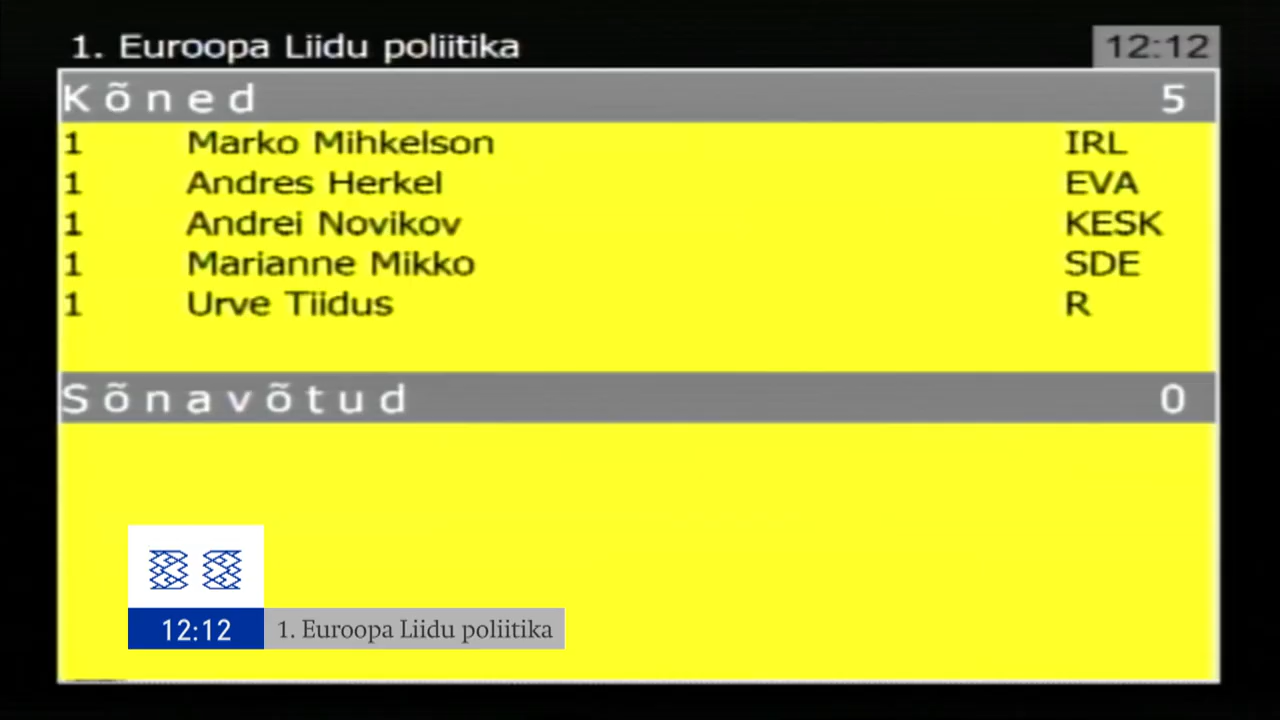 1. Euroopa Liidu poliitika 12:12
Kõned 5
1 Marko Mihkelson IRL
1 Andres Herkel EVA
1 Andrei Novikov KESK
1 Marianne Mikko SDE
1 Urve Tiidus R
Sõnavõtud 0
12:12 1. Euroopa Liidu poliitika